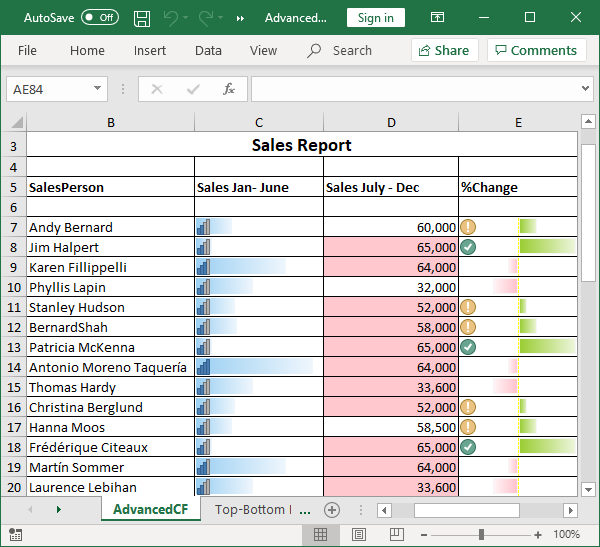 AutoSave Off Advanced... Sign in
File Home Insert Data View Search Share Comments
AE84 fx
B C D E
3 Sales Report
4
5 SalesPerson Sales Jan- June Sales July - Dec %Change
6
7 Andy Bernard 60,000
8 Jim Halpert 65,000
9 Karen Fillippelli 64,000
10 Phyllis Lapin 32,000
11 Stanley Hudson 52,000
12 BernardShah 58,000
13 Patricia McKenna 65,000
14 Antonio Moreno Taquería 64,000
15 Thomas Hardy 33,600
16 Christina Berglund 52,000
17 Hanna Moos 58,500
18 Frédérique Citeaux 65,000
19 Martín Sommer 64,000
20 Laurence Lebihan 33,600
AdvancedCF Top-Bottom ...
100%